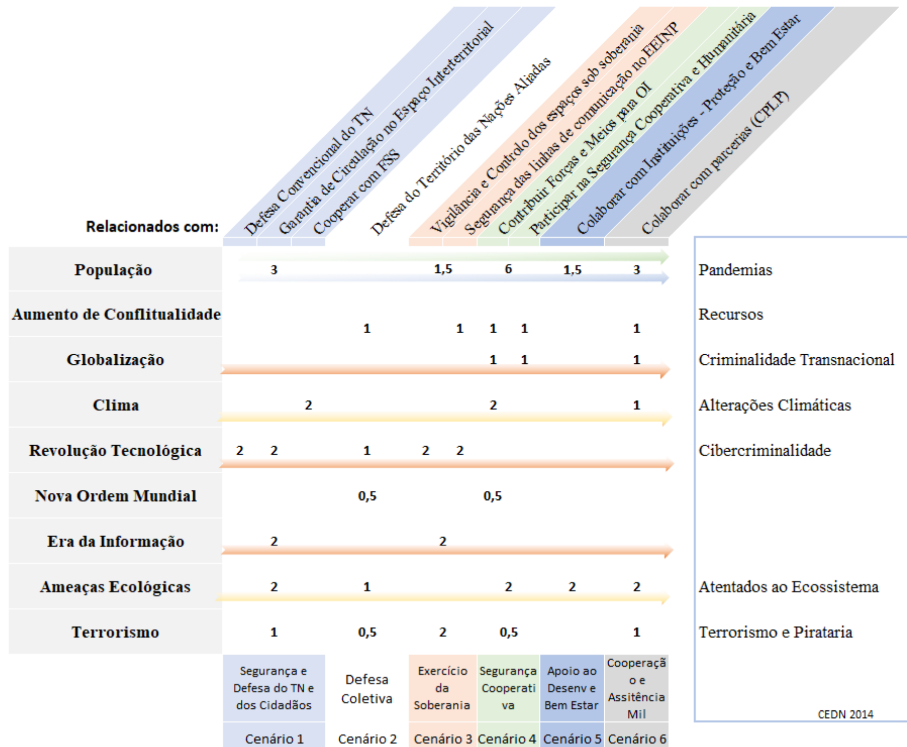 Defesa Convencional do TN
Garantia de Circulação no Espaço Interterritorial
Cooperar com FSS
Defesa do Território das Nações Aliadas
Vigilância e Controlo dos espaços sob soberania
Segurança das linhas de comunicação no EEINP
Contribuir Forças e Meios para OI
Participar na Segurança Cooperativa e Humanitária
Colaborar com Instituições - Proteção e Bem Estar
Colaborar com parcerias (CPLP)
Relacionados com:
População 3 1,5 6 1,5 3 Pandemias
Aumento de Conflitualidade 1 1 1 1 1 Recursos
Globalização 1 1 1 Criminalidade Transnacional
Clima 2 2 1 Alterações Climáticas
Revolução Tecnológica 2 2 1 2 2 Cibercriminalidade
Nova Ordem Mundial 0,5 0,5
Era da Informação 2 2
Ameaças Ecológicas 2 1 2 2 2 Atentados ao Ecossistema
Terrorismo 1 0,5 2 0,5 1 Terrorismo e Pirataria
Segurança e
Defesa do TN e
dos Cidadãos
Defesa
Coletiva
Exercício
da
Soberania
Segurança
Cooperati
va
Apoio ao
Desenv e
Bem Estar
Cooperaçã
o e
Assitência
Mil
CEDN 2014
Cenário 1 Cenário 2 Cenário 3 Cenário 4 Cenário 5 Cenário 6